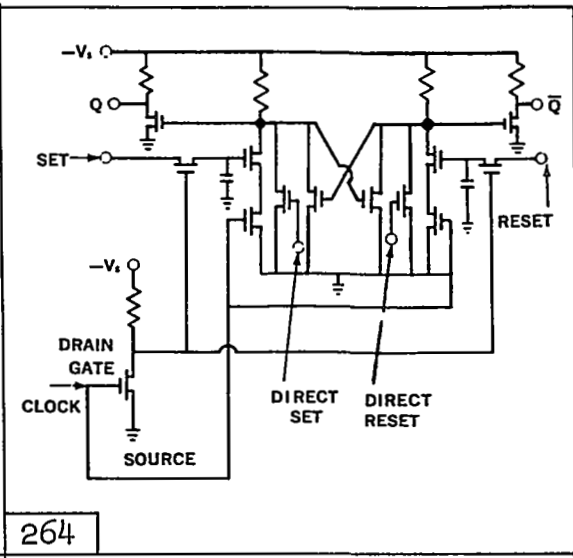 −Vs
Q
Q̅
SET
RESET
−Vs
DRAIN
GATE
CLOCK
DIRECT
SET
DIRECT
RESET
SOURCE
264